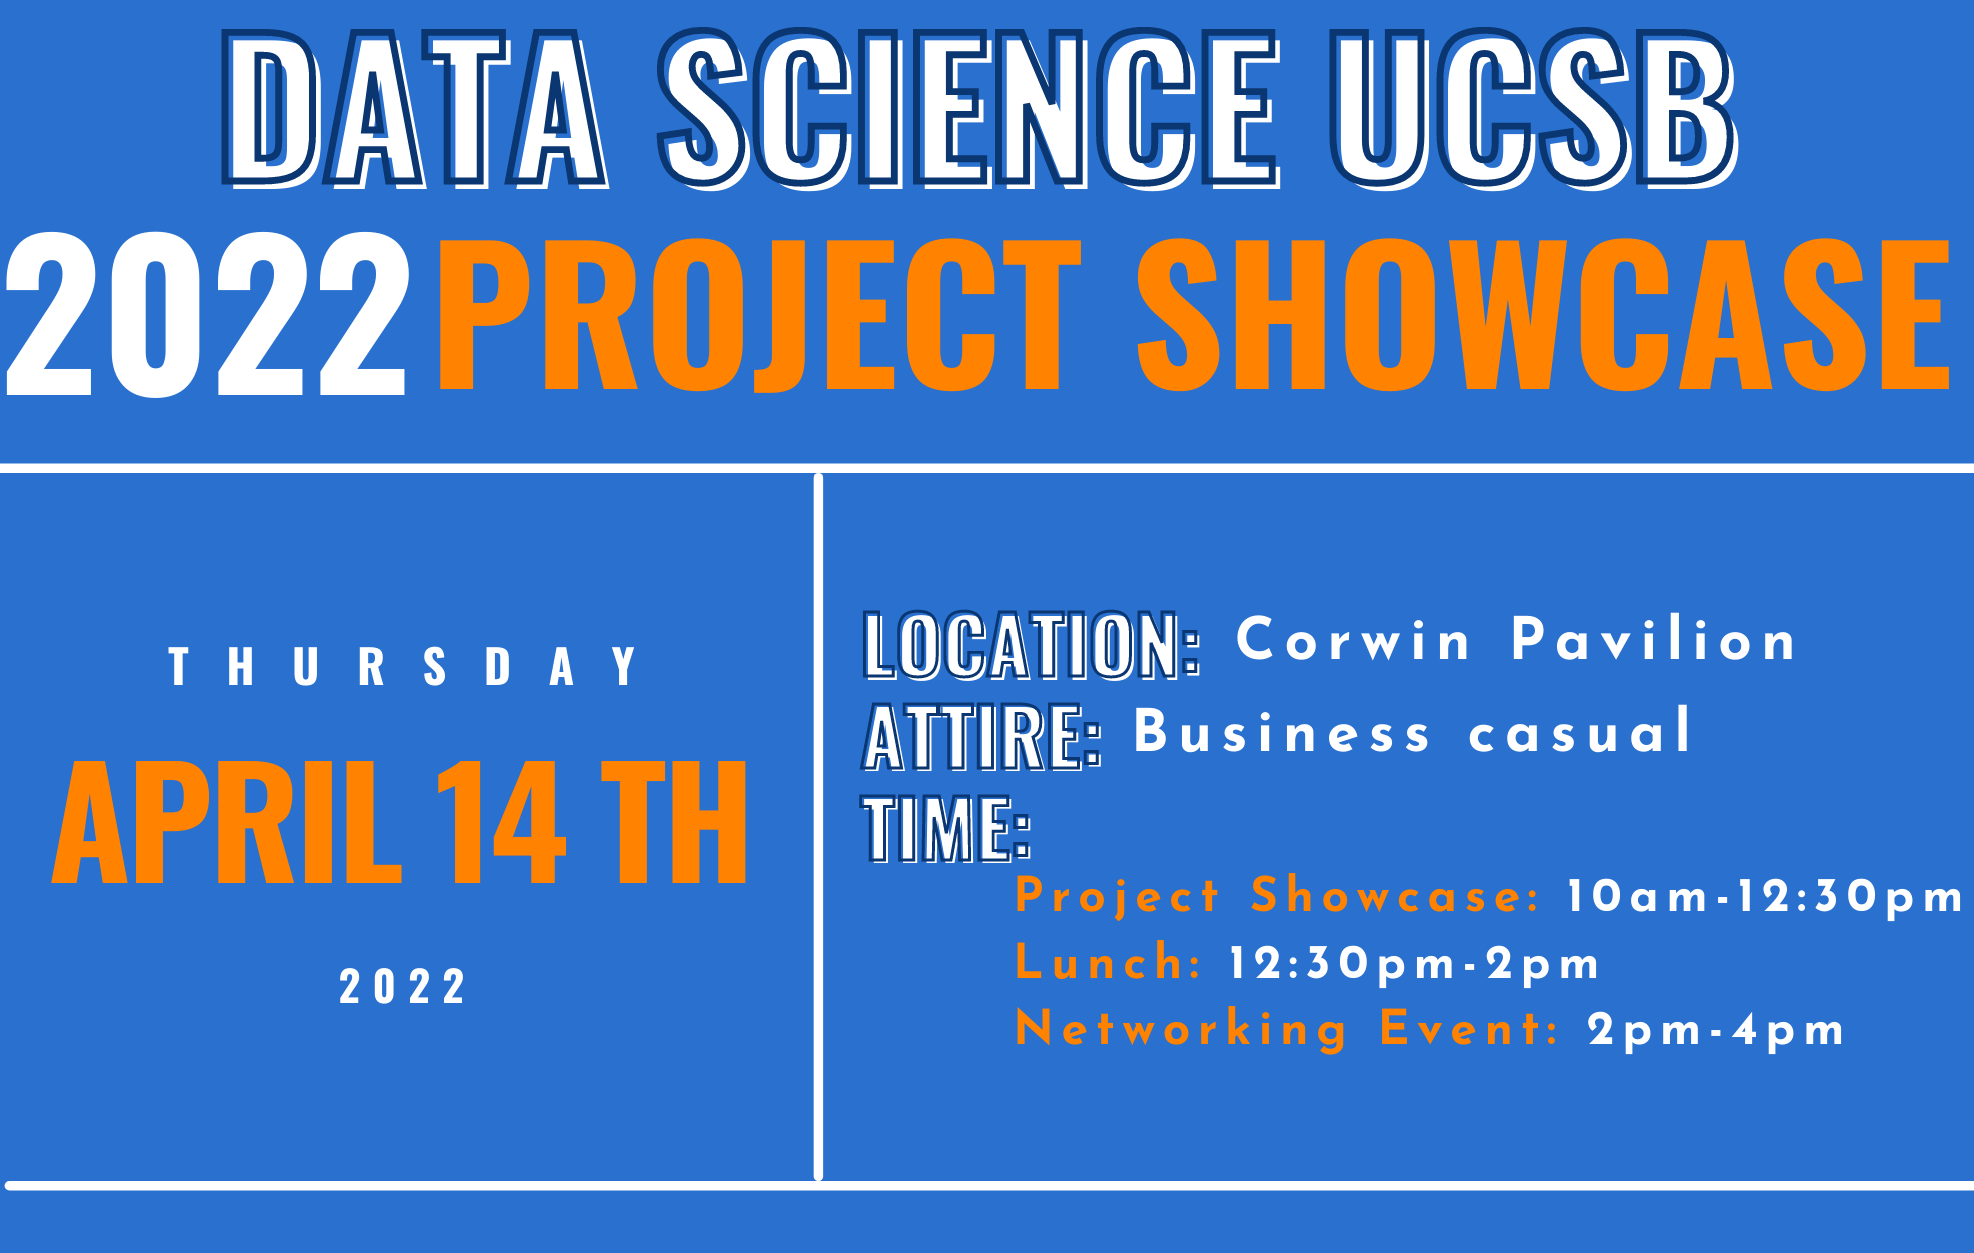 DATA SCIENCE UCSB
2022 PROJECT SHOWCASE
THURSDAY
APRIL 14 TH
2022
LOCATION: Corwin Pavilion
ATTIRE: Business casual
TIME:
Project Showcase: 10am-12:30pm
Lunch: 12:30pm-2pm
Networking Event: 2pm-4pm